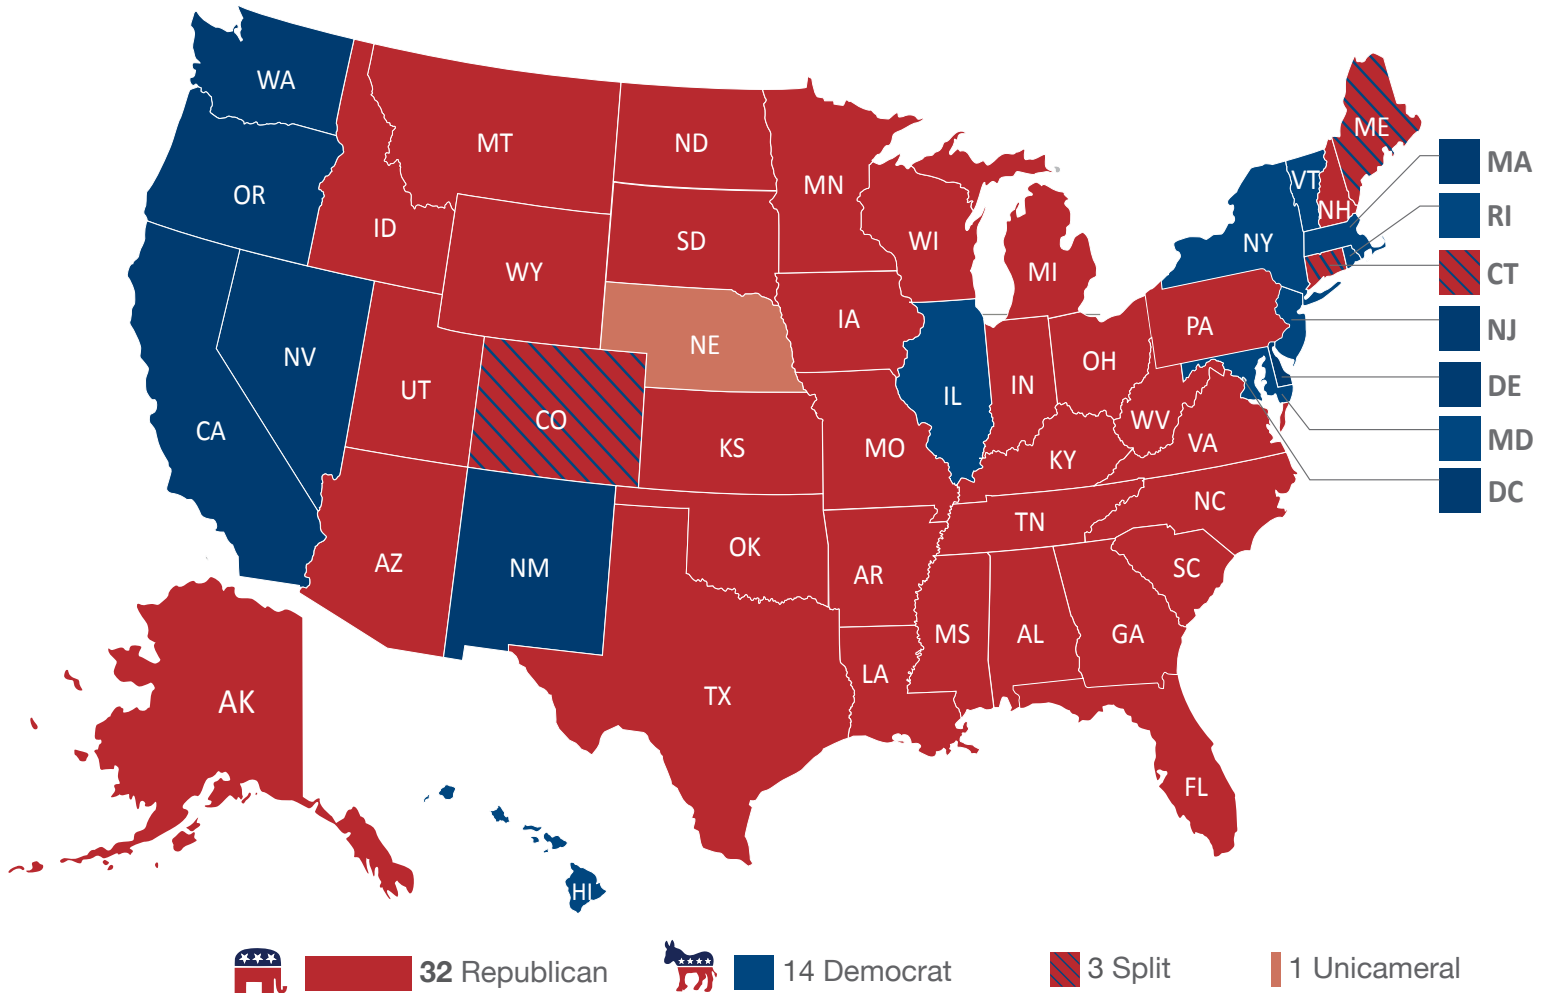 WA
MT
ND
ME
MN
OR
MA
VT
ID
NH
RI
SD
WI
NY
WY
MI
CT
IA
PA
NE
NJ
NV
OH
UT
IN
DE
IL
CO
WV
CA
MD
KS
MO
VA
KY
DC
NC
TN
OK
AZ
NM
AR
SC
MS
AL
GA
LA
AK
TX
FL
HI
32 Republican
14 Democrat
3 Split
1 Unicameral